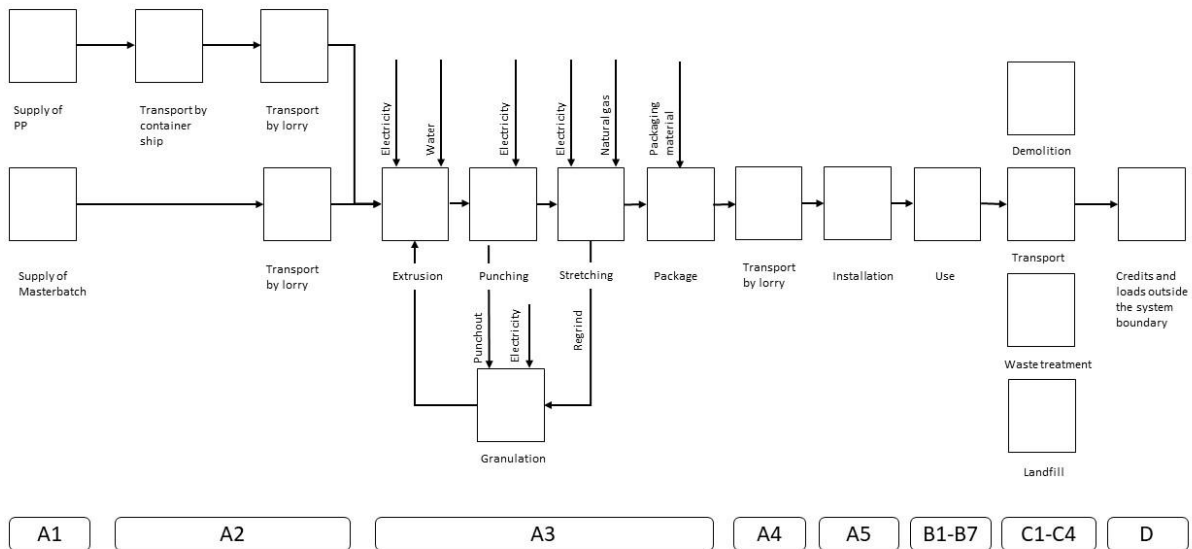 Supply of
PP
Transport by
container
ship
Transport
by lorry
Electricity
Water
Electricity
Electricity
Natural gas
Packaging
material
Demolition
Supply of
Masterbatch
Transport
by lorry
Extrusion
Punching
Stretching
Package
Transport
by lorry
Installation
Use
Transport
Credits and
loads outside
the system
boundary
Punchout
Electricity
Regrind
Waste treatment
Granulation
Landfill
A1
A2
A3
A4
A5
B1-B7
C1-C4
D